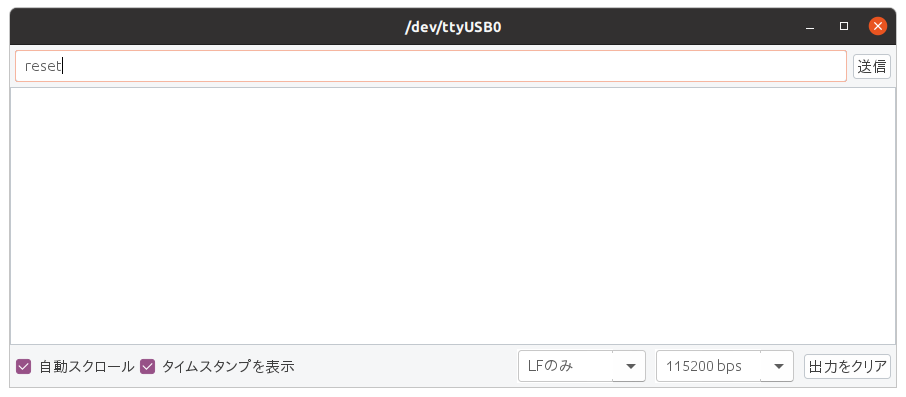 /dev/ttyUSB0
reset
送信
自動スクロール
タイムスタンプを表示
LFのみ
115200 bps
出力をクリア